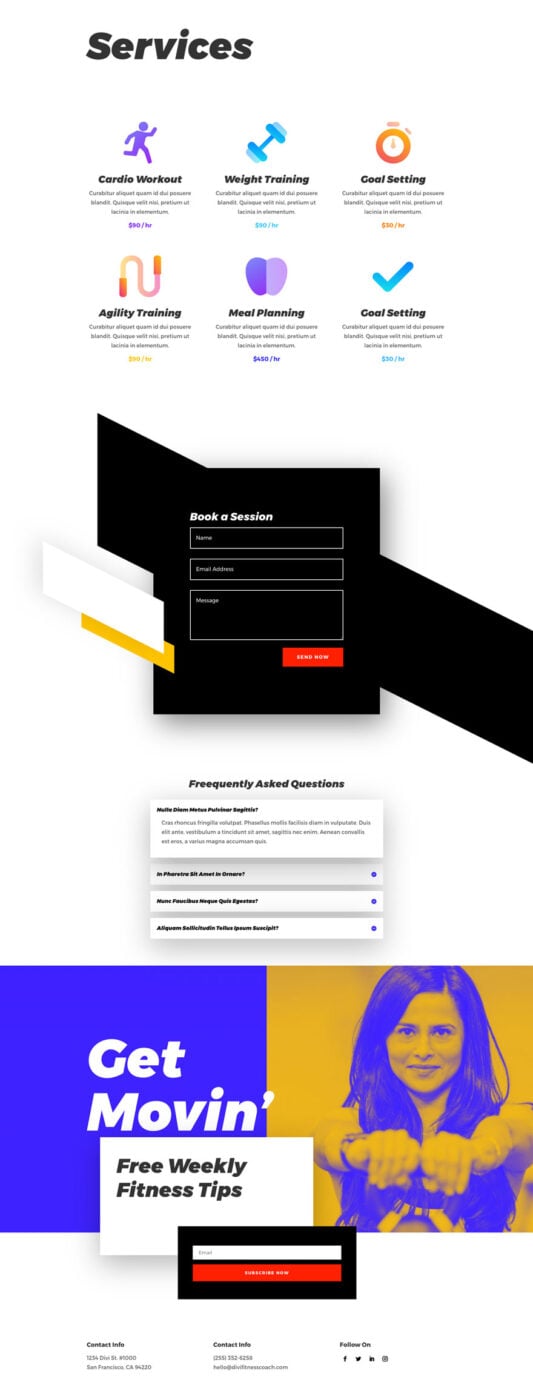 Services
Cardio Workout
Curabitur aliquet quam id dui posuere
blandit. Quisque velit nisi, pretium ut
lacinia in elementum.
$90 / hr
Weight Training
Curabitur aliquet quam id dui posuere
blandit. Quisque velit nisi, pretium ut
lacinia in elementum.
$90 / hr
Goal Setting
Curabitur aliquet quam id dui posuere
blandit. Quisque velit nisi, pretium ut
lacinia in elementum.
$30 / hr
Agility Training
Curabitur aliquet quam id dui posuere
blandit. Quisque velit nisi, pretium ut
lacinia in elementum.
$90 / hr
Meal Planning
Curabitur aliquet quam id dui posuere
blandit. Quisque velit nisi, pretium ut
lacinia in elementum.
$450 / hr
Goal Setting
Curabitur aliquet quam id dui posuere
blandit. Quisque velit nisi, pretium ut
lacinia in elementum.
$30 / hr
Book a Session
Name
Email Address
Message
SEND NOW
Freequently Asked Questions
Nulla Diam Metus Pulvinar Sagittis?
Cras rhoncus fringilla volutpat. Phasellus mollis facilisis diam in vulputate. Duis
elit ante, vestibulum a tincidunt sit amet, sagittis nec enim. Aenean convallis
est eros, a varius magna accumsan quis.
In Pharetra Sit Amet In Ornare?
Nunc Faucibus Neque Quis Egestas?
Aliquam Sollicitudin Tellus Ipsum Suscipit?
Get
Movin’
Free Weekly
Fitness Tips
Email
SUBSCRIBE NOW
Contact Info
1234 Divi St. #1000
San Francisco, CA 94220
Contact Info
(255) 352-6258
hello@divifitnesscoach.com
Follow On